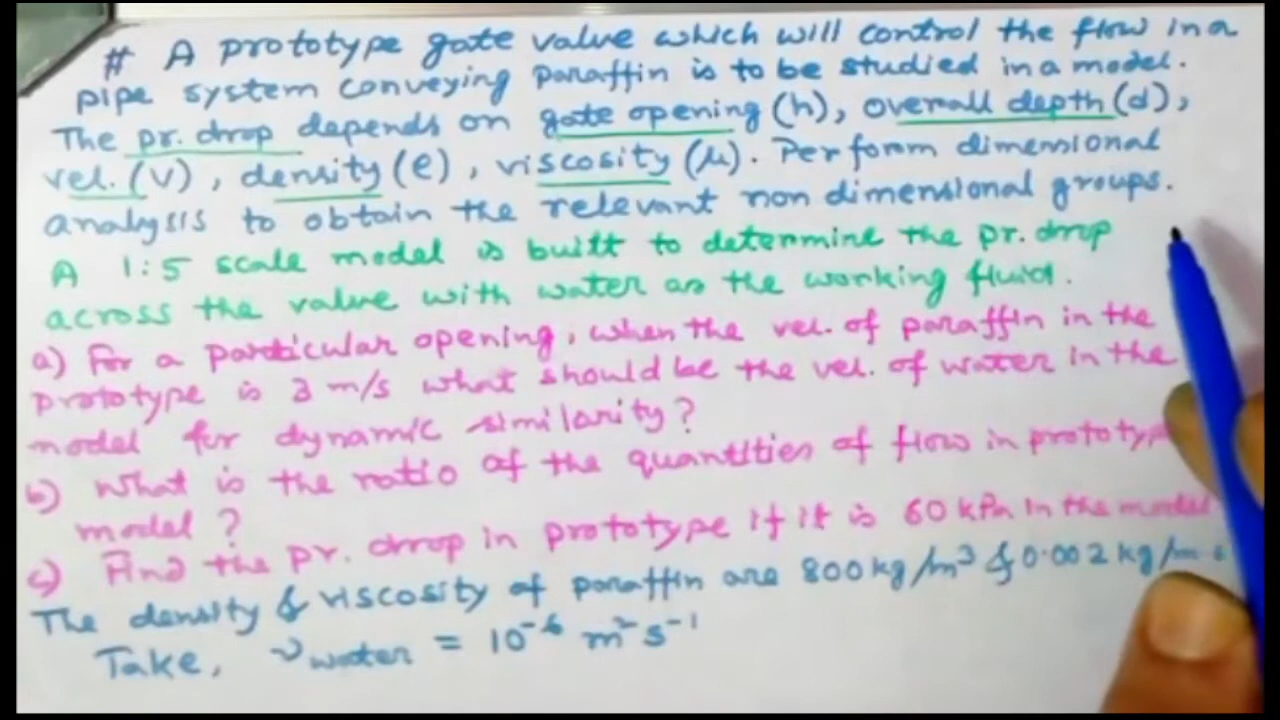 # A prototype gate value which will control the flow in a
pipe system conveying paraffin is to be studied in a model.
The pr. drop depends on gate opening (h), overall depth (d),
vel. (V), density (ρ), viscosity (μ). Perform dimensional
analysis to obtain the relevant non dimensional groups.
A 1:5 scale model is built to determine the pr. drop
across the value with water as the working fluid.
a) For a particular opening, when the vel. of paraffin in the
prototype is 3 m/s what should be the vel. of water in the
model for dynamic similarity?
b) What is the ratio of the quantities of flow in prototyp
model?
c) Find the pr. drop in prototype if it is 60 kPa in the model
The density & viscosity of paraffin are 800 kg/m³ & 0.002 kg/m-s
Take, ν water = 10⁻⁶ m² s⁻¹